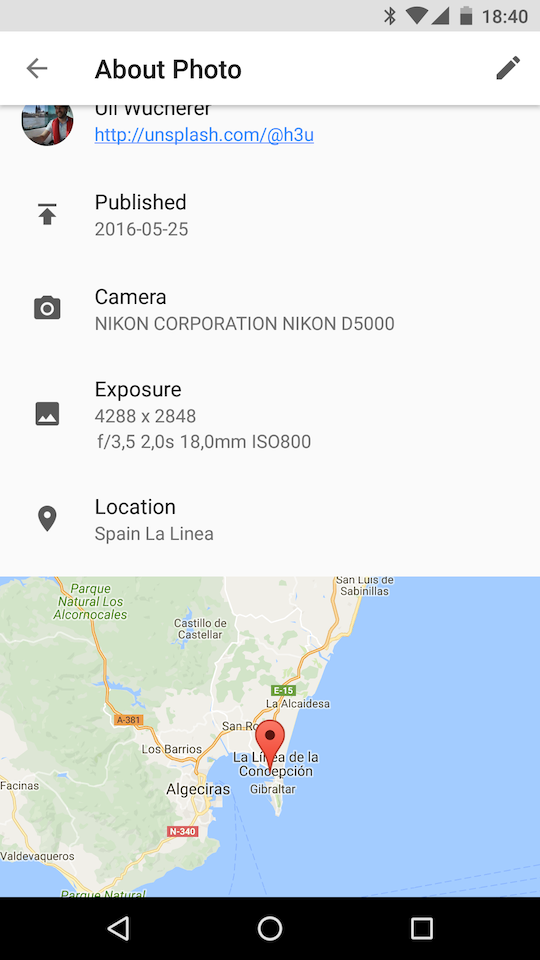 18:40
About Photo
Uli Wucherer
http://unsplash.com/@h3u
Published
2016-05-25
Camera
NIKON CORPORATION NIKON D5000
Exposure
4288 x 2848
f/3,5 2,0s 18,0mm ISO800
Location
Spain La Linea
San Luis de
Sabinillas
Parque
Natural Los
Alcornocales
Castillo de
Castellar
E-15
La Alcaidesa
A-381
San Ro
Los Barrios
La Línea de la
Concepción
Facinas
Algeciras
Gibraltar
N-340
Valdevaqueros
Parque Natural